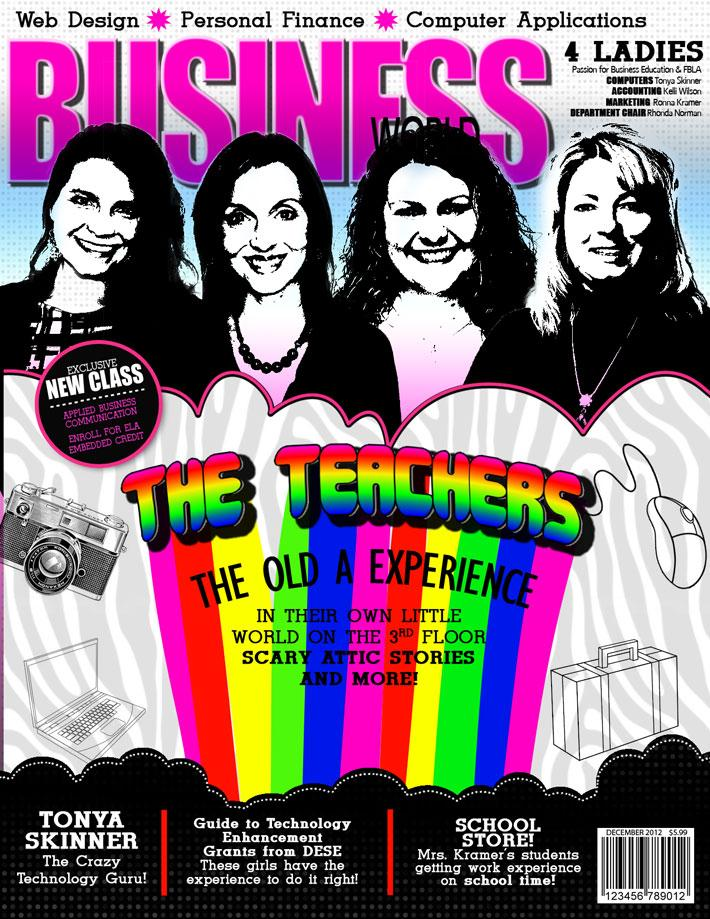 Web Design ✹ Personal Finance ✹ Computer Applications
BUSINESS
WORLD
4 LADIES
Passion for Business Education & FBLA
COMPUTERS Tonya Skinner
ACCOUNTING Kelli Wilson
MARKETING Ronna Kramer
DEPARTMENT CHAIR Rhonda Norman
EXCLUSIVE
NEW CLASS
APPLIED BUSINESS
COMMUNICATION
ENROLL FOR ELA
EMBEDDED CREDIT
THE TEACHERS
THE OLD A EXPERIENCE
IN THEIR OWN LITTLE
WORLD ON THE 3RD FLOOR
SCARY ATTIC STORIES
AND MORE!
TONYA
SKINNER
The Crazy
Technology Guru!
Guide to Technology
Enhancement
Grants from DESE
These girls have the
experience to do it right!
SCHOOL
STORE!
Mrs. Kramer's students
getting work experience
on school time!
DECEMBER 2012 $5.99
123456 789012